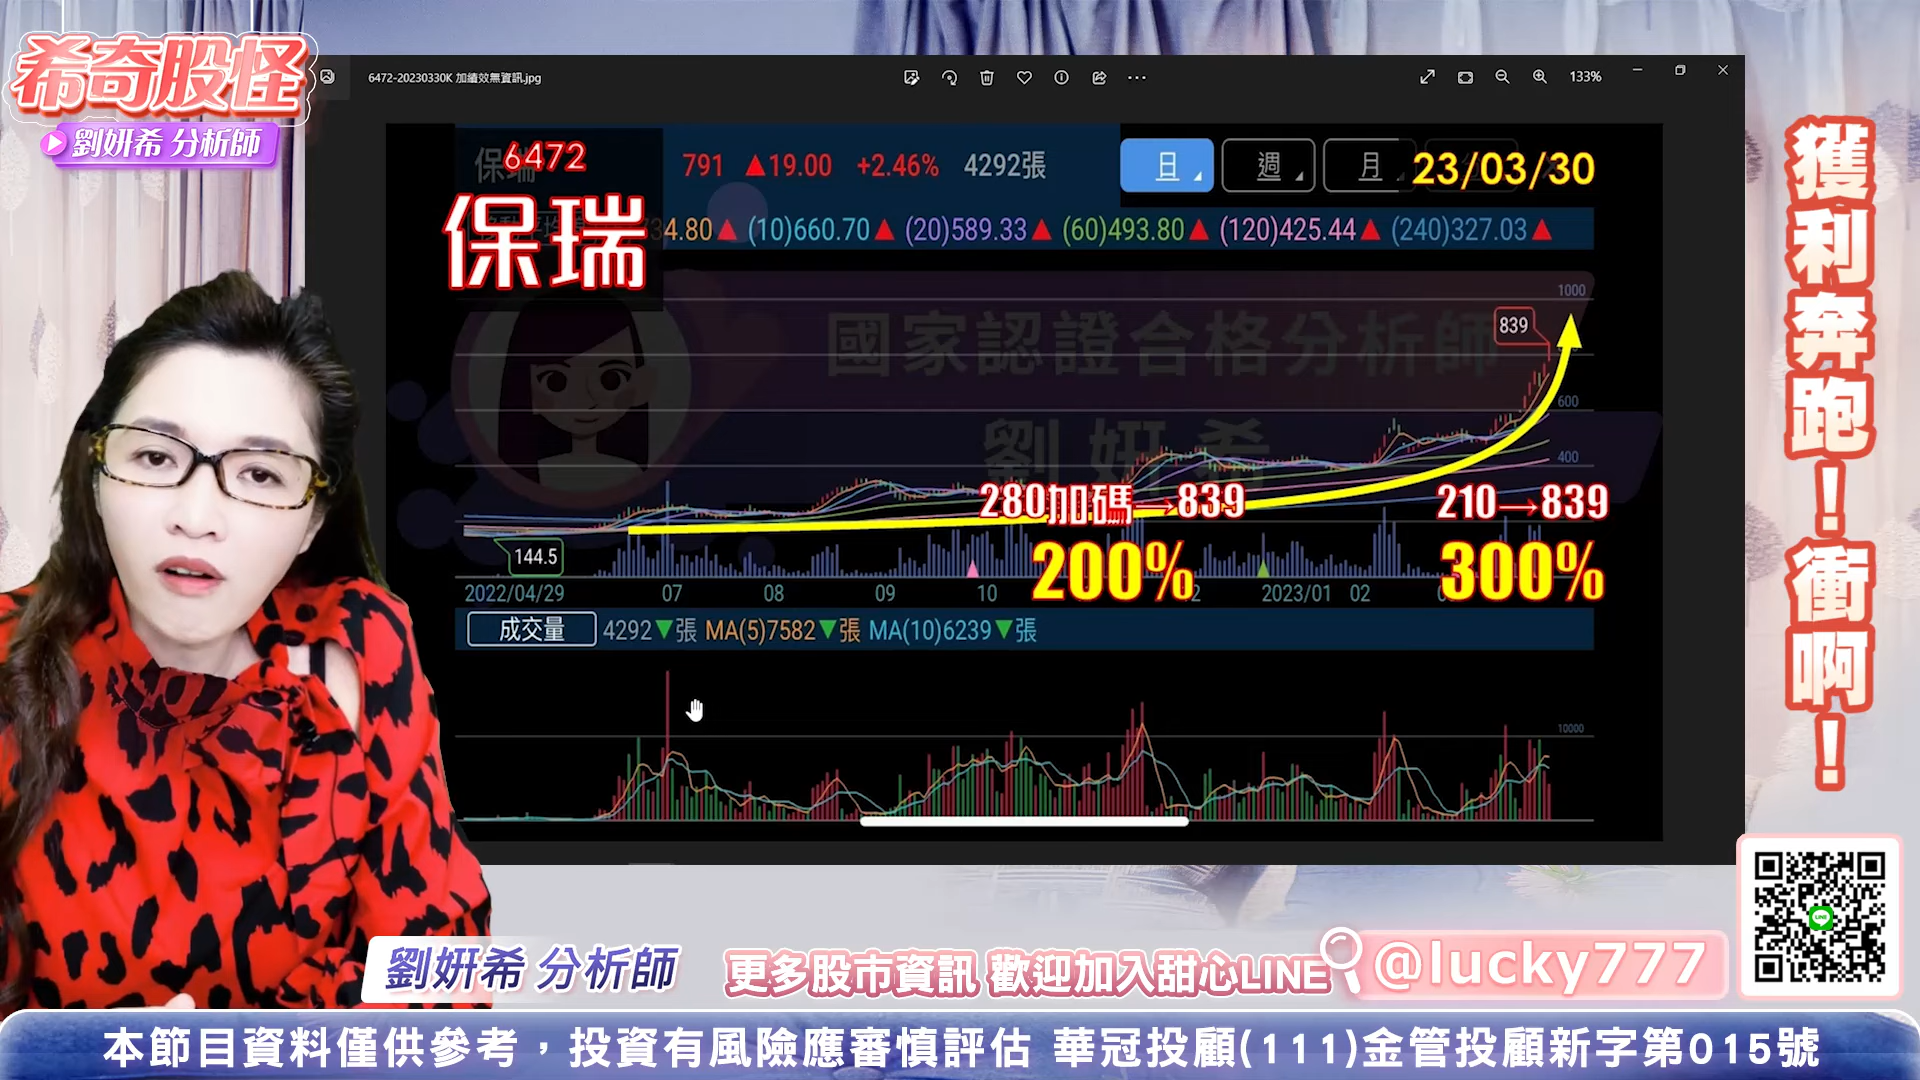 希奇股怪
劉妍希 分析師
6472-20230330K 加績效無資訊.jpg
133%
6472
保瑞
791 ▲19.00 +2.46% 4292張
日 週 月
23/03/30
34.80▲ (10)660.70▲ (20)589.33▲ (60)493.80▲ (120)425.44▲ (240)327.03▲
國家認證合格分析師
劉妍希
1000
839
600
400
280加碼→839
200%
210→839
300%
144.5
2022/04/29 07 08 09 10 2023/01 02
成交量 4292▼張 MA(5)7582▼張 MA(10)6239▼張
10000
獲利奔跑!衝啊!
LINE
劉妍希 分析師
更多股市資訊 歡迎加入甜心LINE
@lucky777
本節目資料僅供參考，投資有風險應審慎評估 華冠投顧(111)金管投顧新字第015號